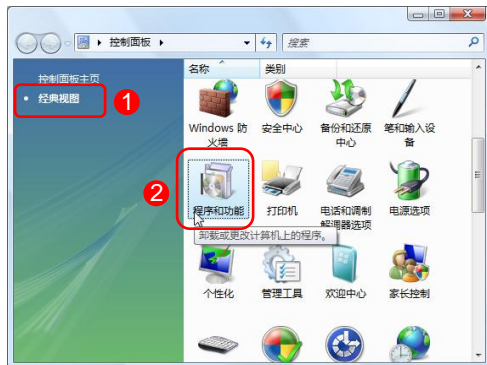 控制面板
搜索
控制面板主页
经典视图
1
名称 类别
Windows 防火墙
安全中心
备份和还原中心
笔和输入设备
2
程序和功能
打印机
电话和调制解调器选项
电源选项
卸载或更改计算机上的程序。
个性化
管理工具
欢迎中心
家长控制